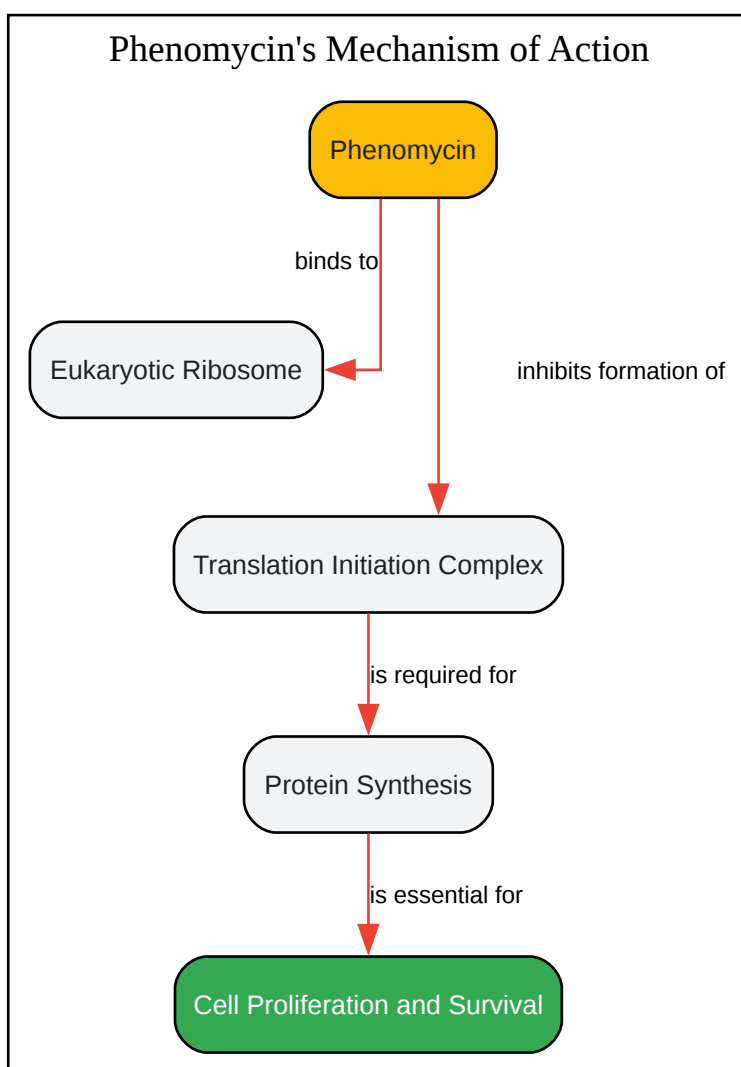 Phenomycin's Mechanism of Action
Phenomycin
binds to
Eukaryotic Ribosome
inhibits formation of
Translation Initiation Complex
is required for
Protein Synthesis
is essential for
Cell Proliferation and Survival